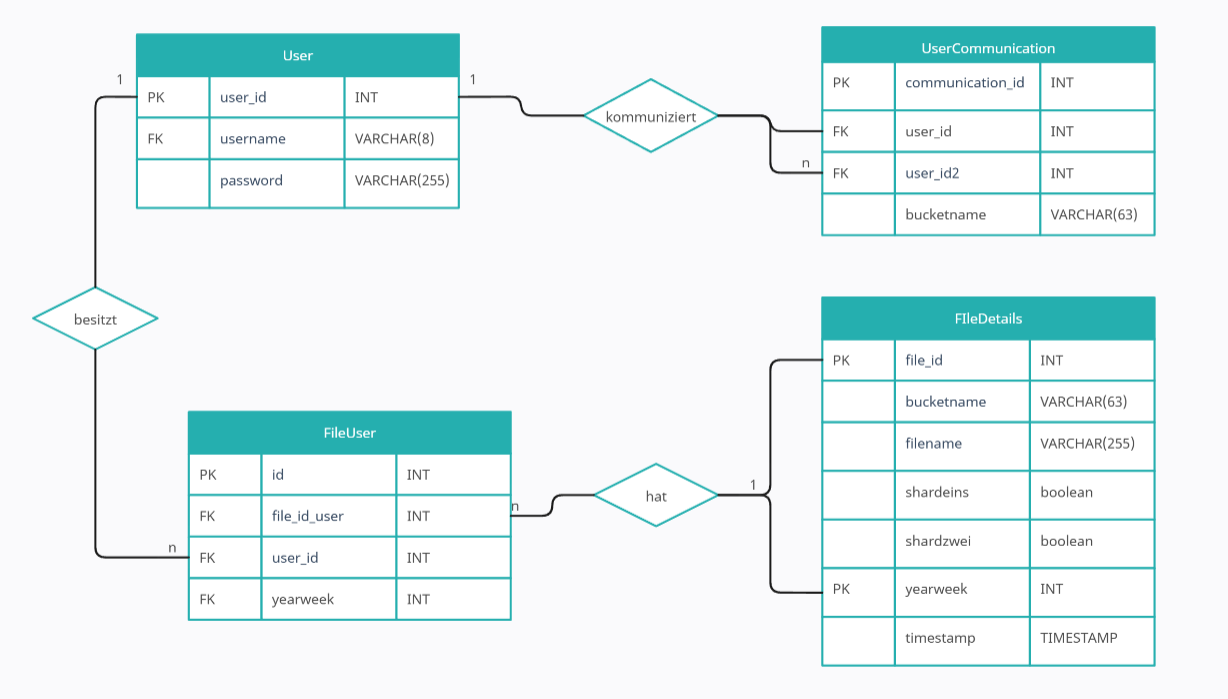 User
1
PK user_id INT
FK username VARCHAR(8)
password VARCHAR(255)
1
kommuniziert
n
UserCommunication
PK communication_id INT
FK user_id INT
FK user_id2 INT
bucketname VARCHAR(63)
besitzt
n
FileUser
PK id INT
FK file_id_user INT
FK user_id INT
FK yearweek INT
n
hat
1
FIleDetails
PK file_id INT
bucketname VARCHAR(63)
filename VARCHAR(255)
shardeins boolean
shardzwei boolean
PK yearweek INT
timestamp TIMESTAMP